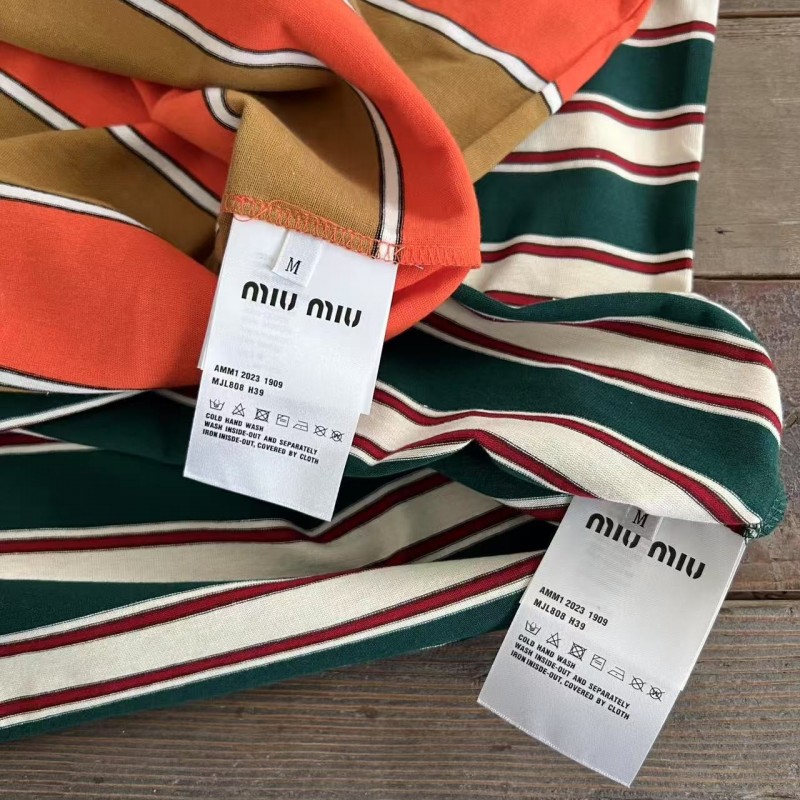 M
MIU MIU
AMM1 2023 1909
MJL808 H39
COLD HAND WASH
WASH INSIDE-OUT AND SEPARATELY
IRON INISDE-OUT, COVERED BY CLOTH
M
MIU MIU
AMM1 2023 1909
MJL808 H39
COLD HAND WASH
WASH INSIDE-OUT AND SEPARATELY
IRON INISDE-OUT, COVERED BY CLOTH